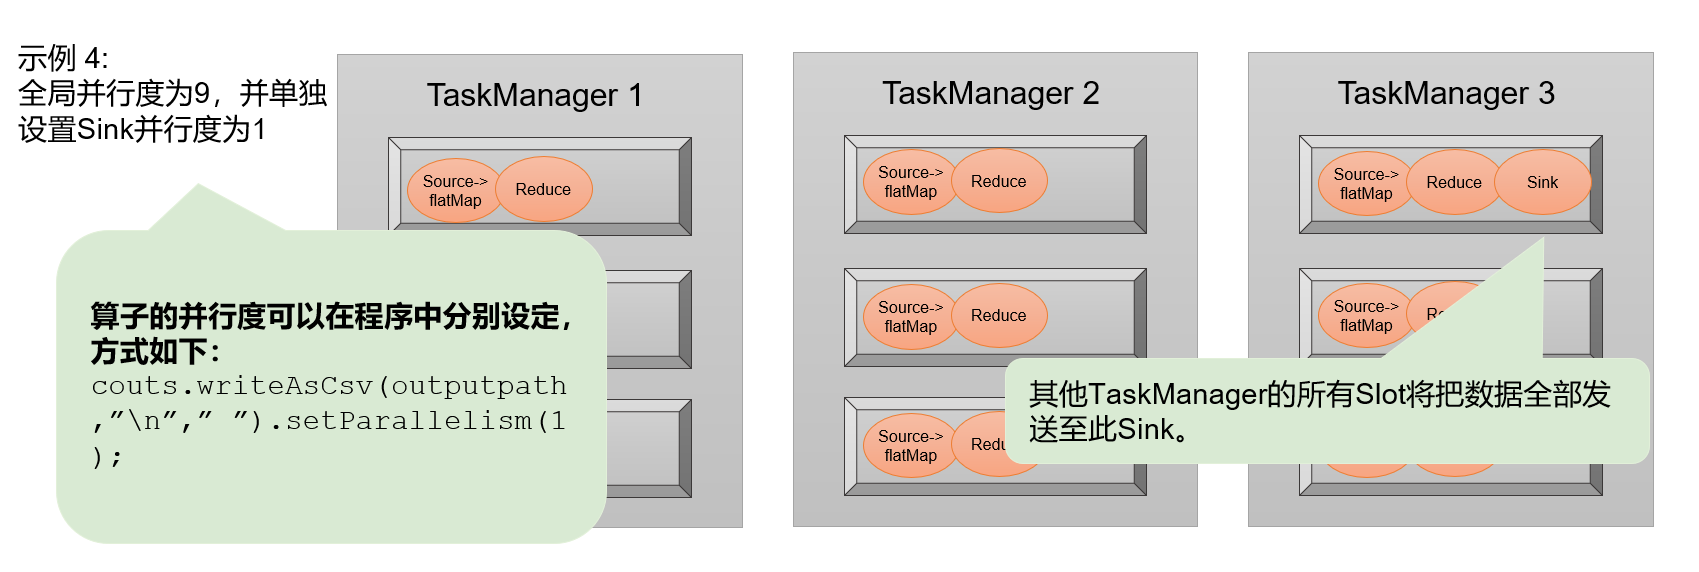 示例 4:
全局并行度为9，并单独
设置Sink并行度为1
TaskManager 1
Source->
flatMap
Reduce
算子的并行度可以在程序中分别设定，
方式如下：
couts.writeAsCsv(outputpath
,”\n”,” ”).setParallelism(1
);
TaskManager 2
Source->
flatMap
Reduce
Source->
flatMap
Reduce
Source->
flatMap
TaskManager 3
Source->
flatMap
Reduce
Sink
Source->
flatMap
其他TaskManager的所有Slot将把数据全部发
送至此Sink。